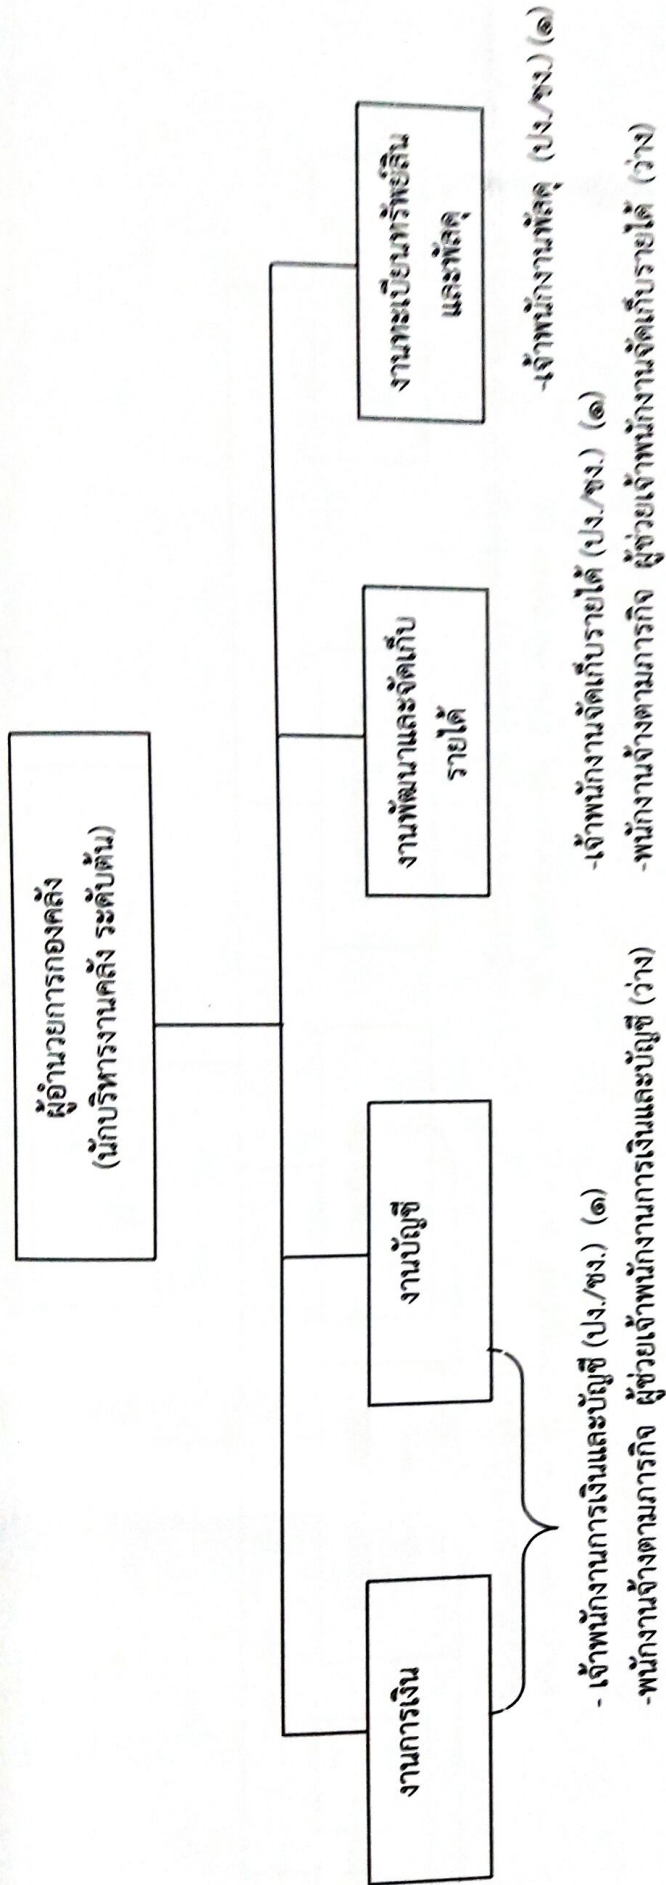 ผู้อำนวยการกองคลัง
(นักบริหารงานคลัง ระดับต้น)
งานการเงิน
งานบัญชี
งานพัฒนาและจัดเก็บ
รายได้
งานทะเบียนทรัพย์สิน
และพัสดุ
- เจ้าพนักงานการเงินและบัญชี (ปง./ชง.) (๑)
-พนักงานจ้างตามภารกิจ ผู้ช่วยเจ้าพนักงานการเงินและบัญชี (ว่าง)
-เจ้าพนักงานจัดเก็บรายได้ (ปง./ชง.) (๑)
-พนักงานจ้างตามภารกิจ ผู้ช่วยเจ้าพนักงานจัดเก็บรายได้ (ว่าง)
-เจ้าพนักงานพัสดุ (ปง./ชง.) (๑)